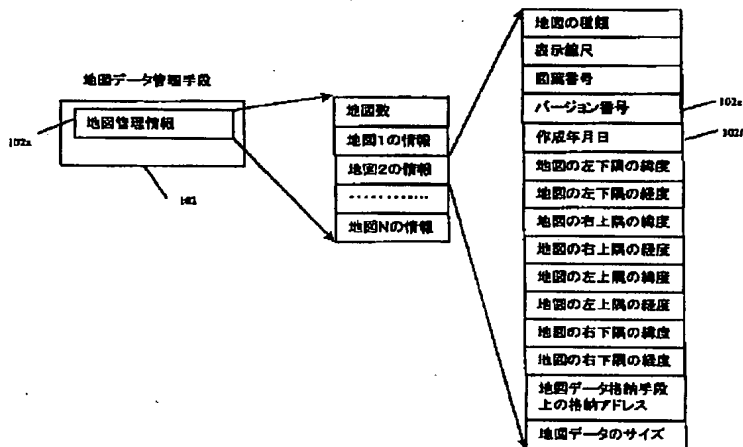 地図データ管理手段
地図管理情報
102a
102
地図数
地図1の情報
地図2の情報
............
地図Nの情報
地図の種類
表示縮尺
図葉番号
バージョン番号
作成年月日
地図の左下隅の緯度
地図の左下隅の経度
地図の右上隅の緯度
地図の右上隅の経度
地図の左上隅の緯度
地図の左上隅の経度
地図の右下隅の緯度
地図の右下隅の経度
地図データ格納手段
上の格納アドレス
地図データのサイズ
102e
102f